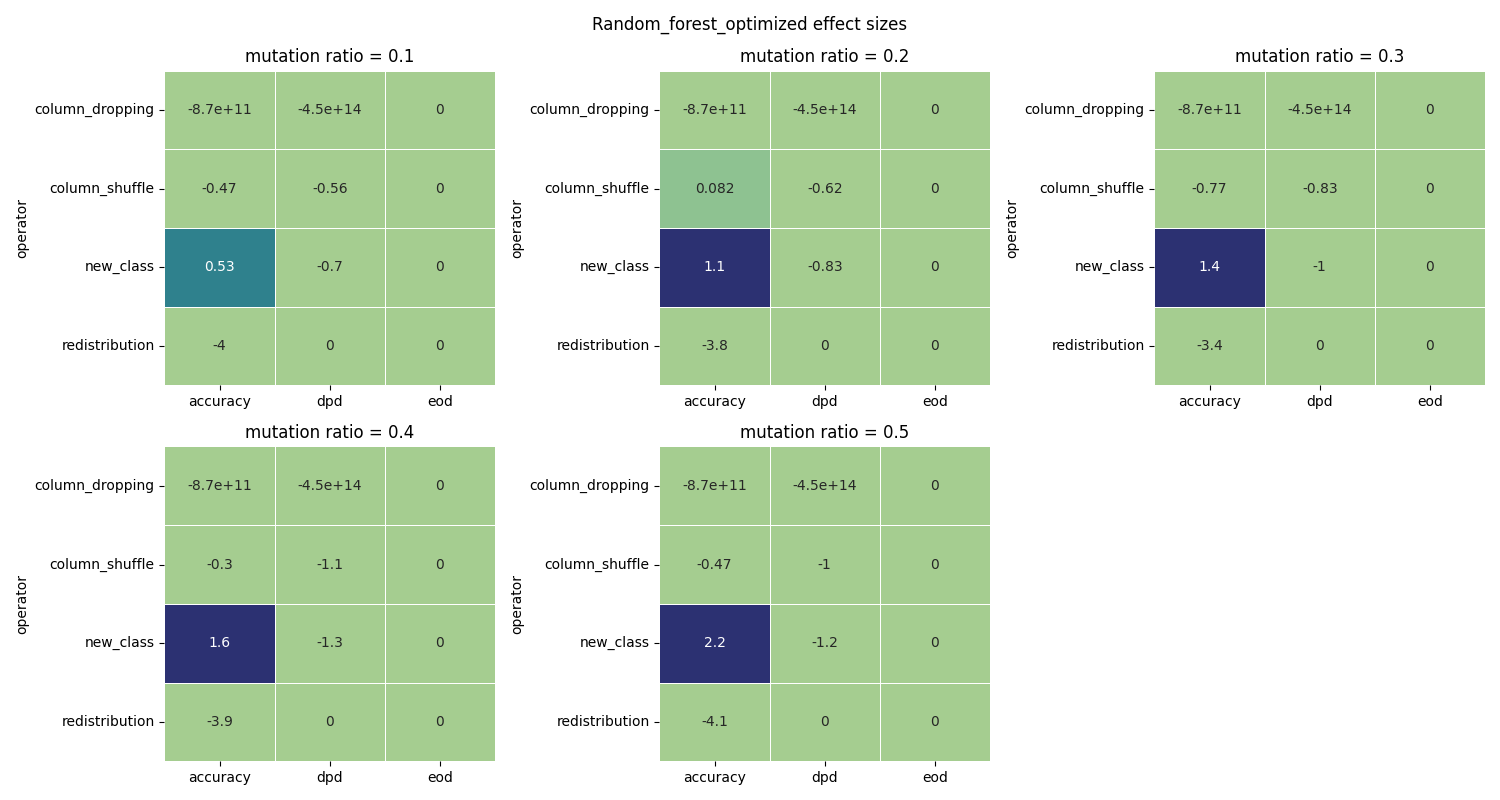 Random_forest_optimized effect sizes
mutation ratio = 0.1
operator
column_dropping -8.7e+11 -4.5e+14 0
column_shuffle -0.47 -0.56 0
new_class 0.53 -0.7 0
redistribution -4 0 0
accuracy dpd eod
mutation ratio = 0.2
operator
column_dropping -8.7e+11 -4.5e+14 0
column_shuffle 0.082 -0.62 0
new_class 1.1 -0.83 0
redistribution -3.8 0 0
accuracy dpd eod
mutation ratio = 0.3
operator
column_dropping -8.7e+11 -4.5e+14 0
column_shuffle -0.77 -0.83 0
new_class 1.4 -1 0
redistribution -3.4 0 0
accuracy dpd eod
mutation ratio = 0.4
operator
column_dropping -8.7e+11 -4.5e+14 0
column_shuffle -0.3 -1.1 0
new_class 1.6 -1.3 0
redistribution -3.9 0 0
accuracy dpd eod
mutation ratio = 0.5
operator
column_dropping -8.7e+11 -4.5e+14 0
column_shuffle -0.47 -1 0
new_class 2.2 -1.2 0
redistribution -4.1 0 0
accuracy dpd eod